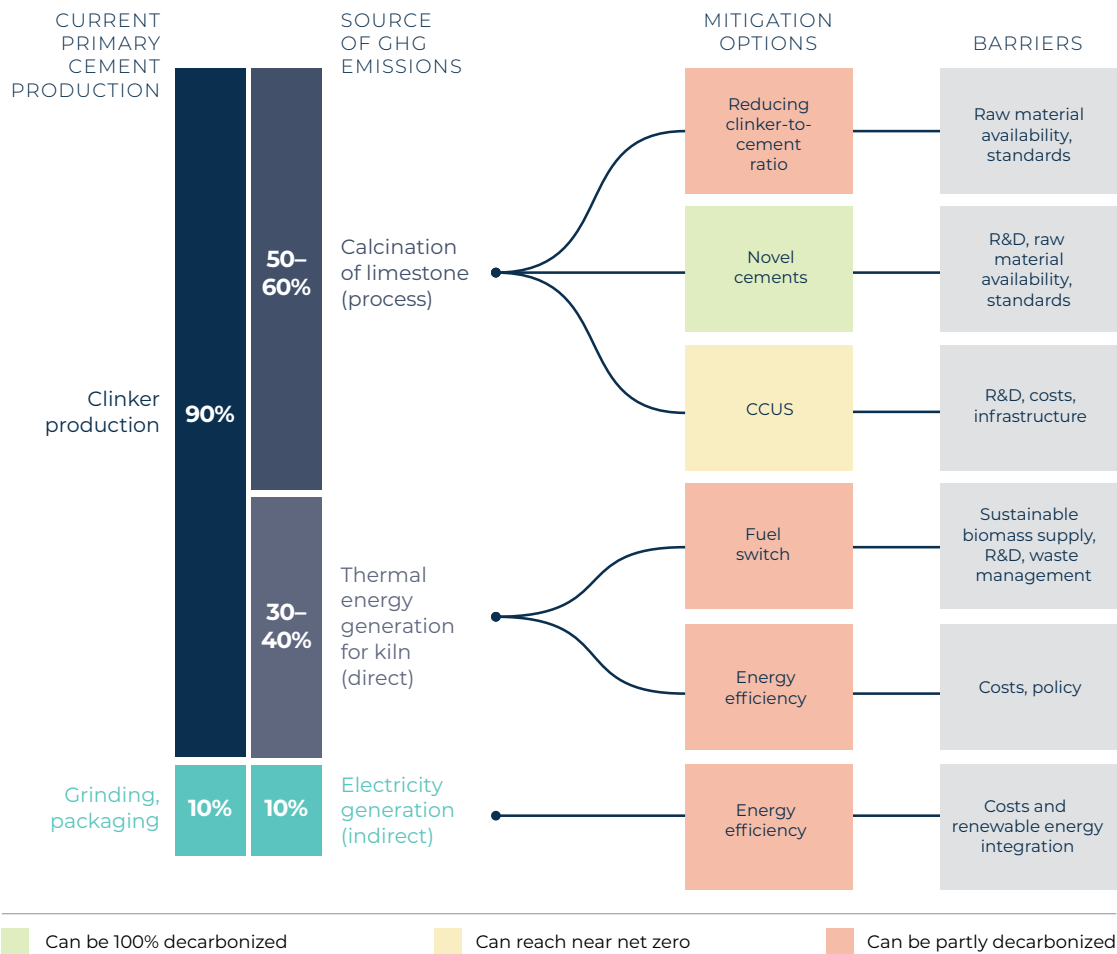 CURRENT
PRIMARY
CEMENT
PRODUCTION
SOURCE
OF GHG
EMISSIONS
MITIGATION
OPTIONS
BARRIERS
Clinker
production
90%
50–
60%
Calcination
of limestone
(process)
Reducing
clinker-to-
cement
ratio
Raw material
availability,
standards
Novel
cements
R&D, raw
material
availability,
standards
CCUS
R&D, costs,
infrastructure
30–
40%
Thermal
energy
generation
for kiln
(direct)
Fuel
switch
Sustainable
biomass supply,
R&D, waste
management
Energy
efficiency
Costs, policy
Grinding,
packaging
10%
10%
Electricity
generation
(indirect)
Energy
efficiency
Costs and
renewable energy
integration
Can be 100% decarbonized
Can reach near net zero
Can be partly decarbonized